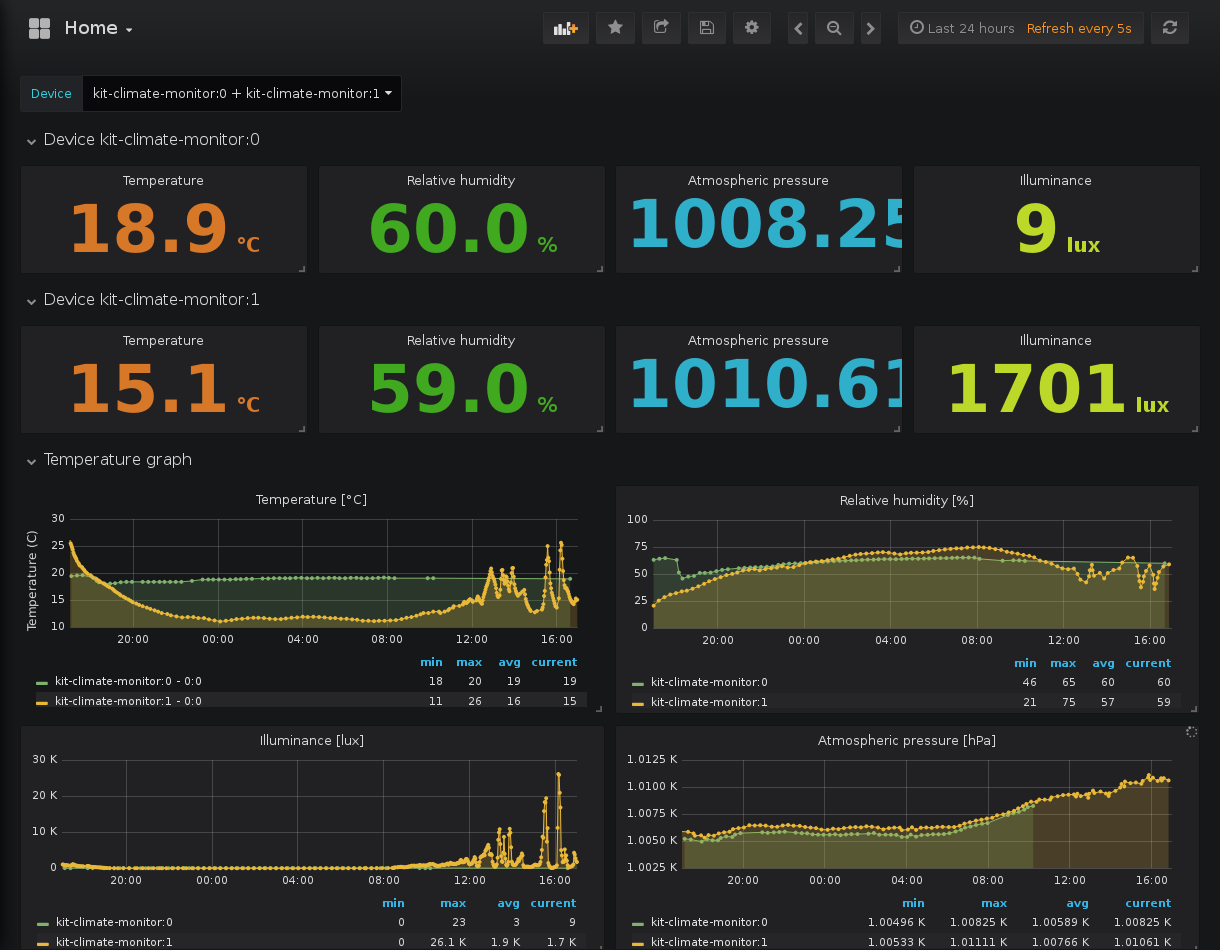 Home
Last 24 hours Refresh every 5s
Device kit-climate-monitor:0 + kit-climate-monitor:1
Device kit-climate-monitor:0
Temperature Relative humidity Atmospheric pressure Illuminance
18.9 °C 60.0 % 1008.25 9 lux
Device kit-climate-monitor:1
Temperature Relative humidity Atmospheric pressure Illuminance
15.1 °C 59.0 % 1010.61 1701 lux
Temperature graph
Temperature [°C]
Temperature (C)
30
25
20
15
10
20:00 00:00 04:00 08:00 12:00 16:00
min max avg current
kit-climate-monitor:0 - 0:0 18 20 19 19
kit-climate-monitor:1 - 0:0 11 26 16 15
Relative humidity [%]
100
75
50
25
0
20:00 00:00 04:00 08:00 12:00 16:00
min max avg current
kit-climate-monitor:0 46 65 60 60
kit-climate-monitor:1 21 75 57 59
Illuminance [lux]
30 K
20 K
10 K
0
20:00 00:00 04:00 08:00 12:00 16:00
min max avg current
kit-climate-monitor:0 0 23 3 9
kit-climate-monitor:1 0 26.1 K 1.9 K 1.7 K
Atmospheric pressure [hPa]
1.0125 K
1.0100 K
1.0075 K
1.0050 K
1.0025 K
20:00 00:00 04:00 08:00 12:00 16:00
min max avg current
kit-climate-monitor:0 1.00496 K 1.00825 K 1.00589 K 1.00825 K
kit-climate-monitor:1 1.00533 K 1.01111 K 1.00766 K 1.01061 K